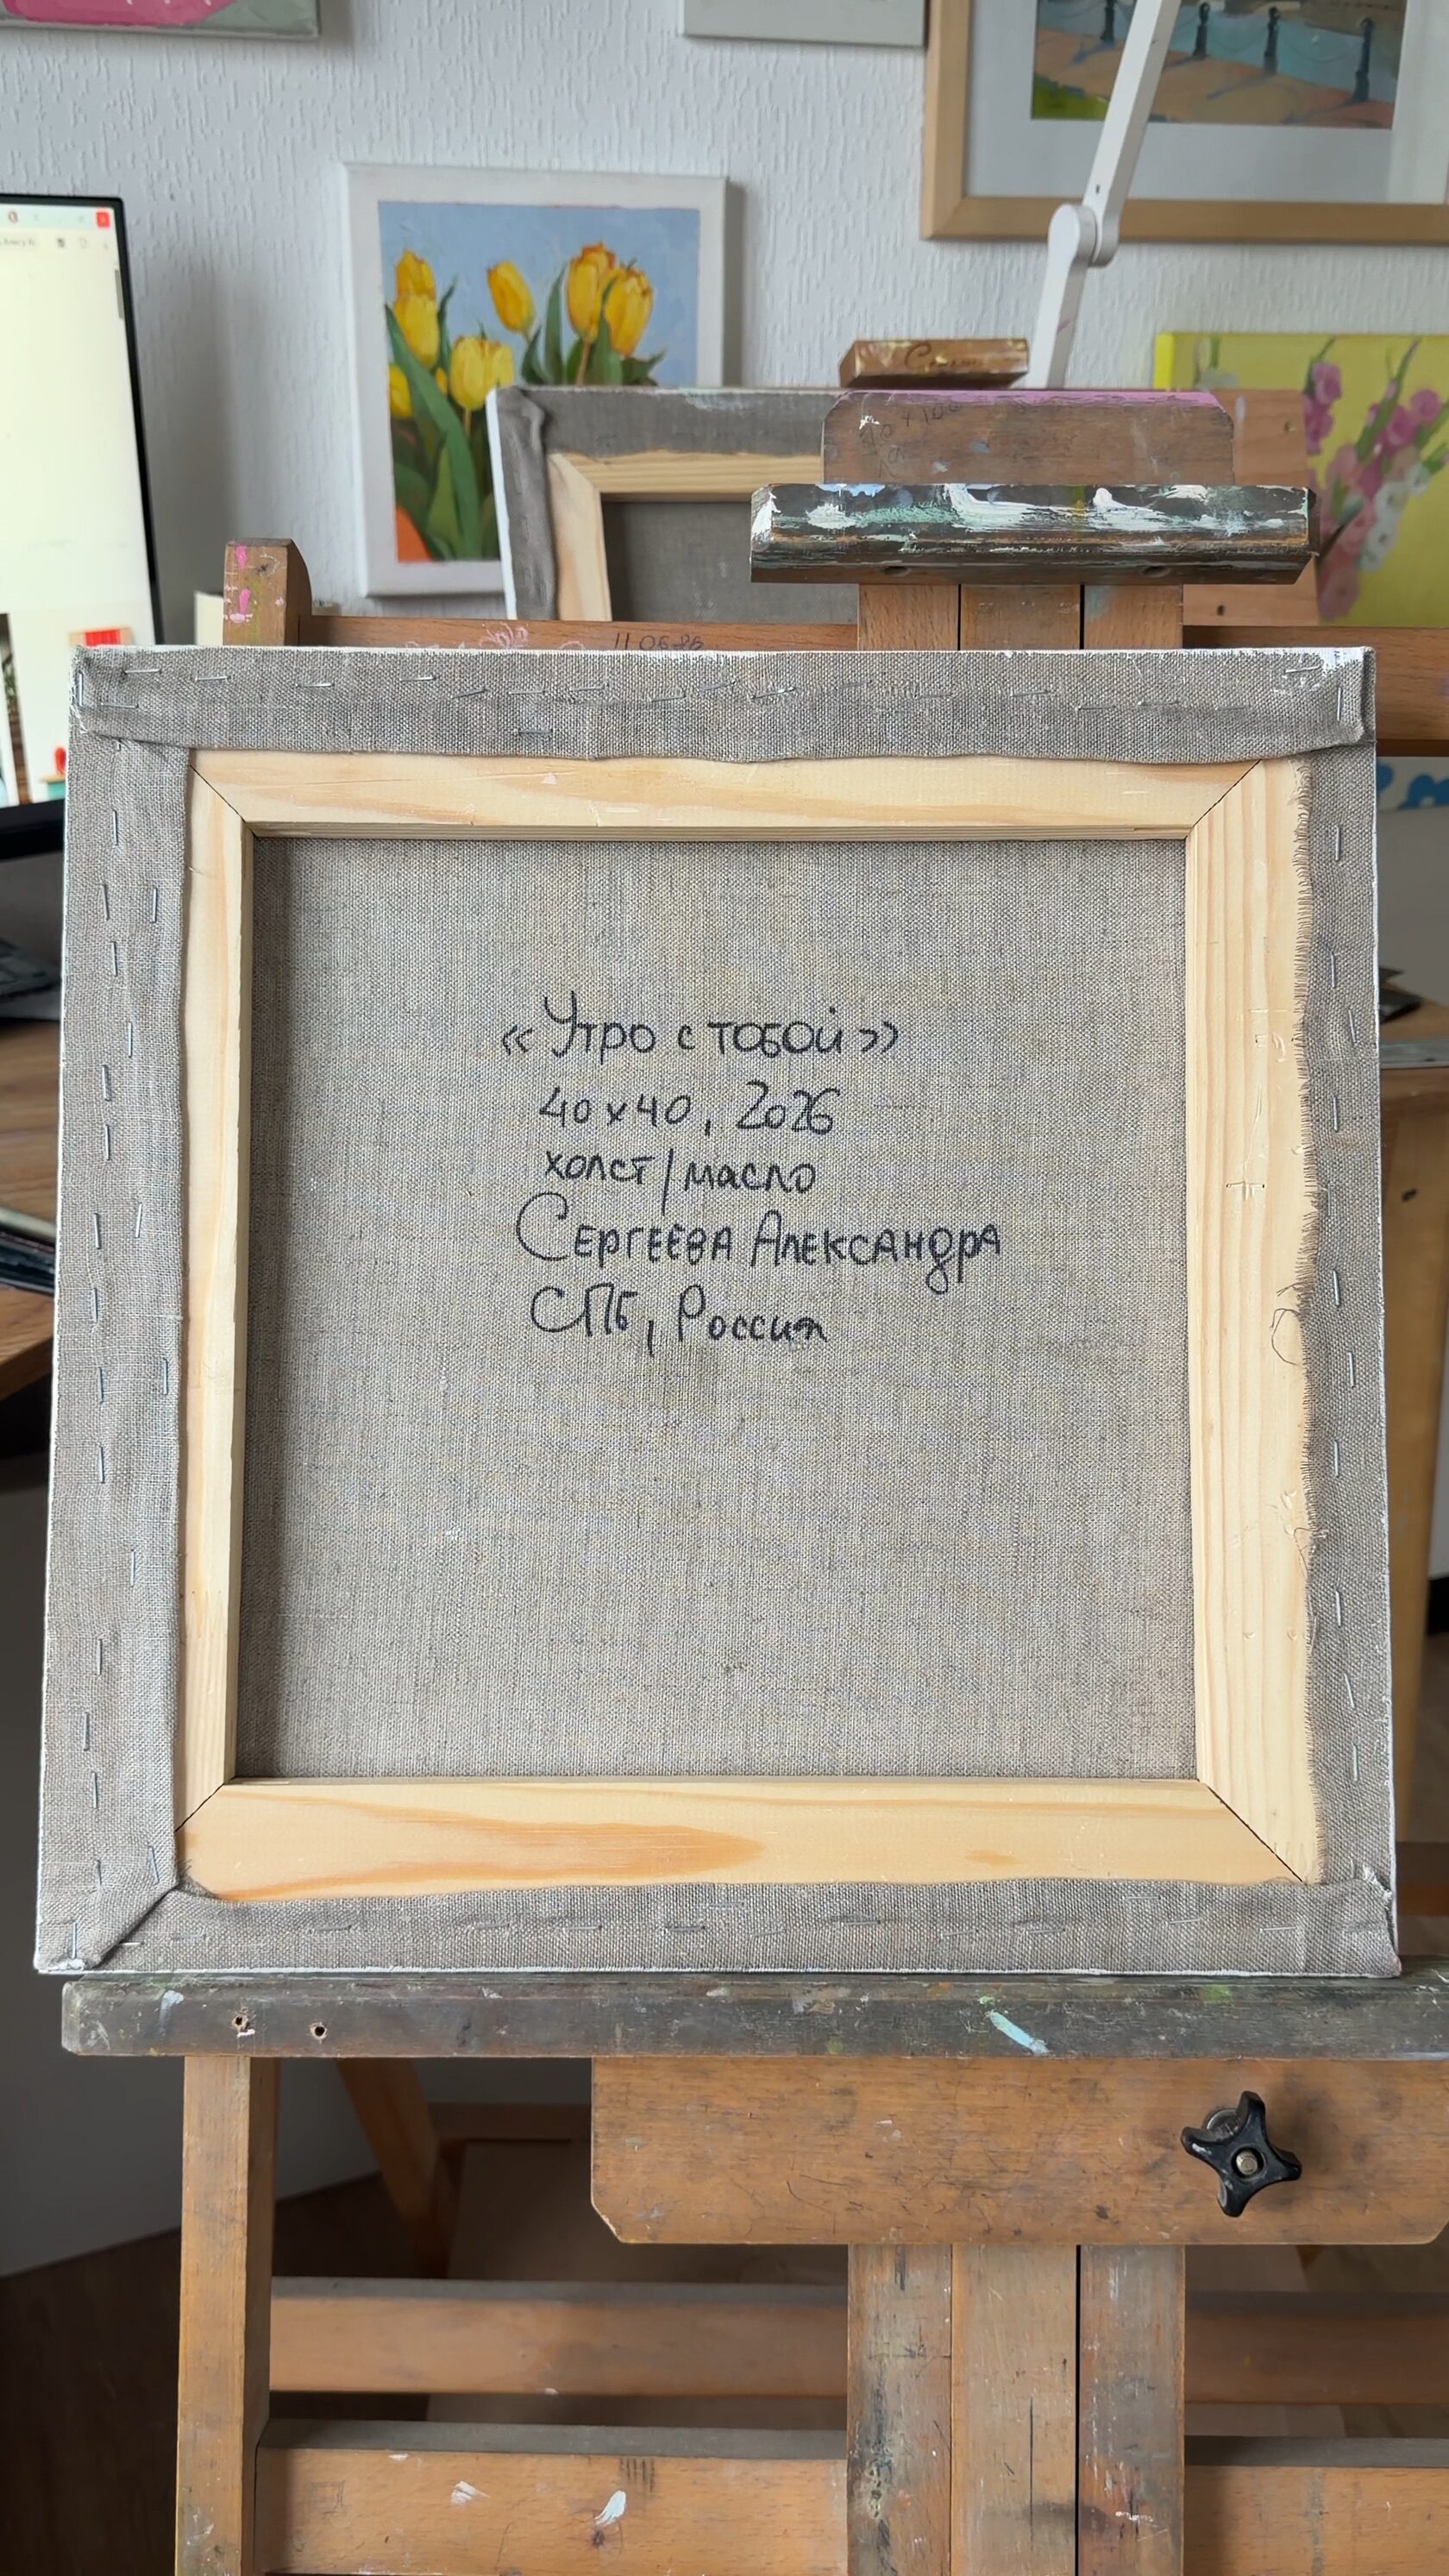 «Утро с тобой»
40х40, 2026
холст/масло
Сергеева Александра
СПб, Россия